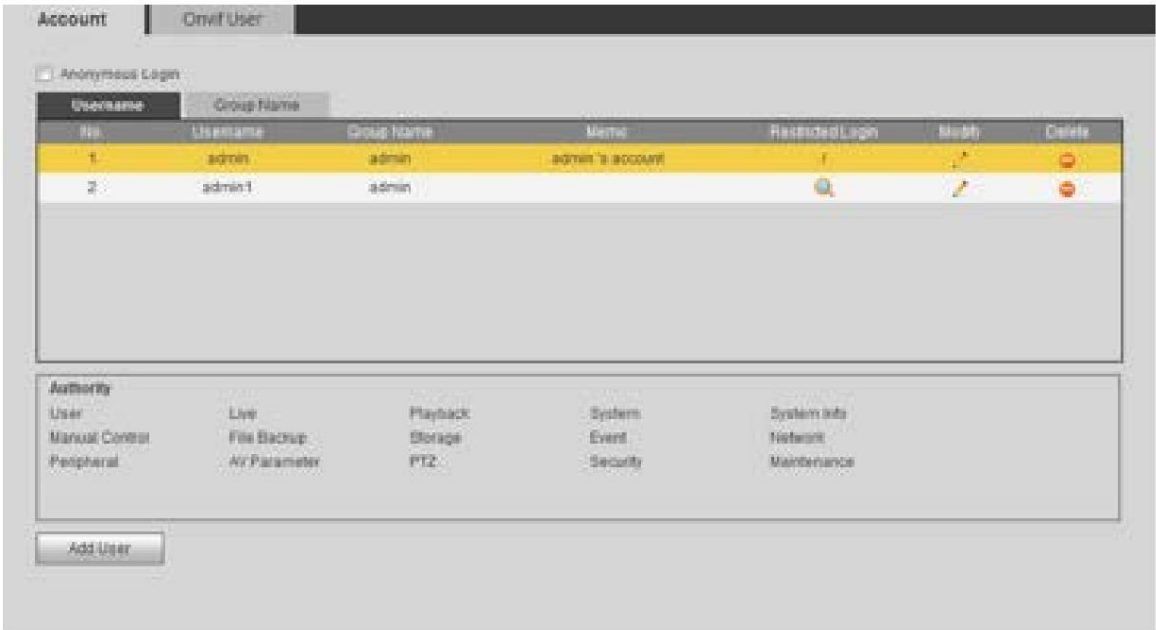 Account Onvif User
Anonymous Login
Username Group Name
No. Username Group Name Memo Restricted Login Modify Delete
1 admin admin admin 's account /
2 admin1 admin
Authority
User Live Playback System System Info
Manual Control File Backup Storage Event Network
Peripheral AV Parameter PTZ Security Maintenance
Add User